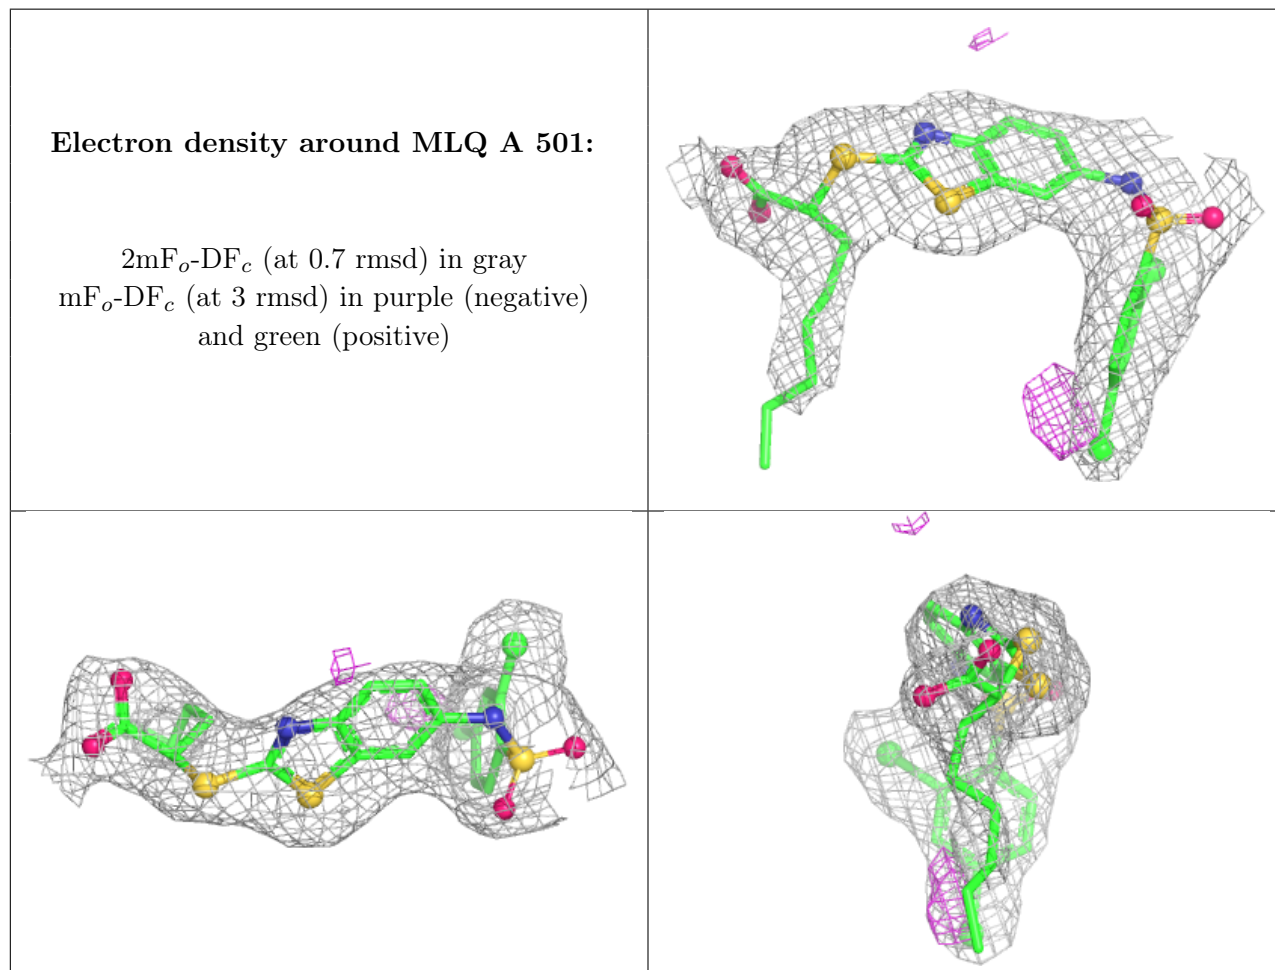 Electron density around MLQ A 501:
2mFo-DFc (at 0.7 rmsd) in gray
mFo-DFc (at 3 rmsd) in purple (negative)
and green (positive)